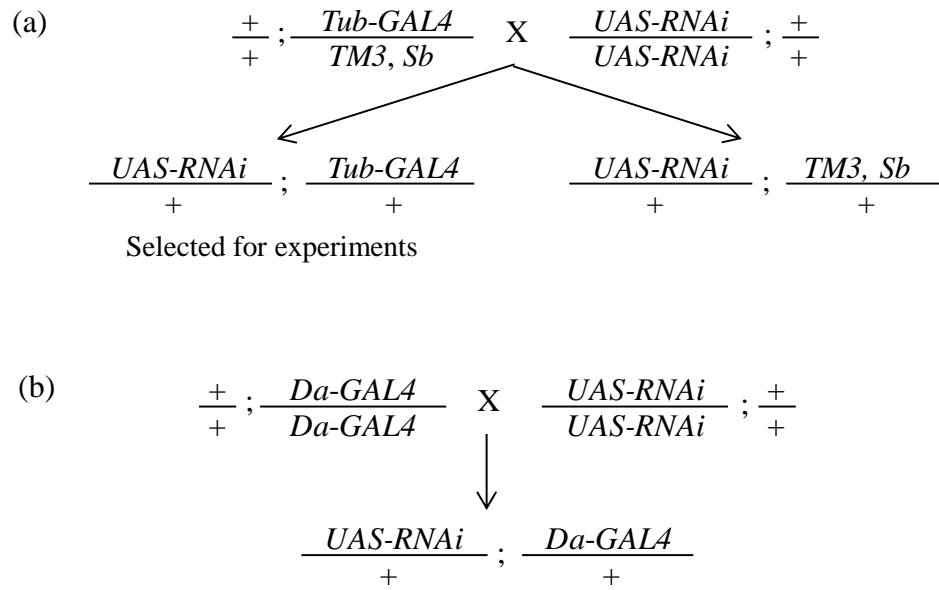 (a)
+ ; Tub-GAL4 X UAS-RNAi ; +
+ TM3, Sb UAS-RNAi +
UAS-RNAi ; Tub-GAL4 UAS-RNAi ; TM3, Sb
+ + + +
Selected for experiments
(b)
+ ; Da-GAL4 X UAS-RNAi ; +
+ Da-GAL4 UAS-RNAi +
UAS-RNAi ; Da-GAL4
+ +